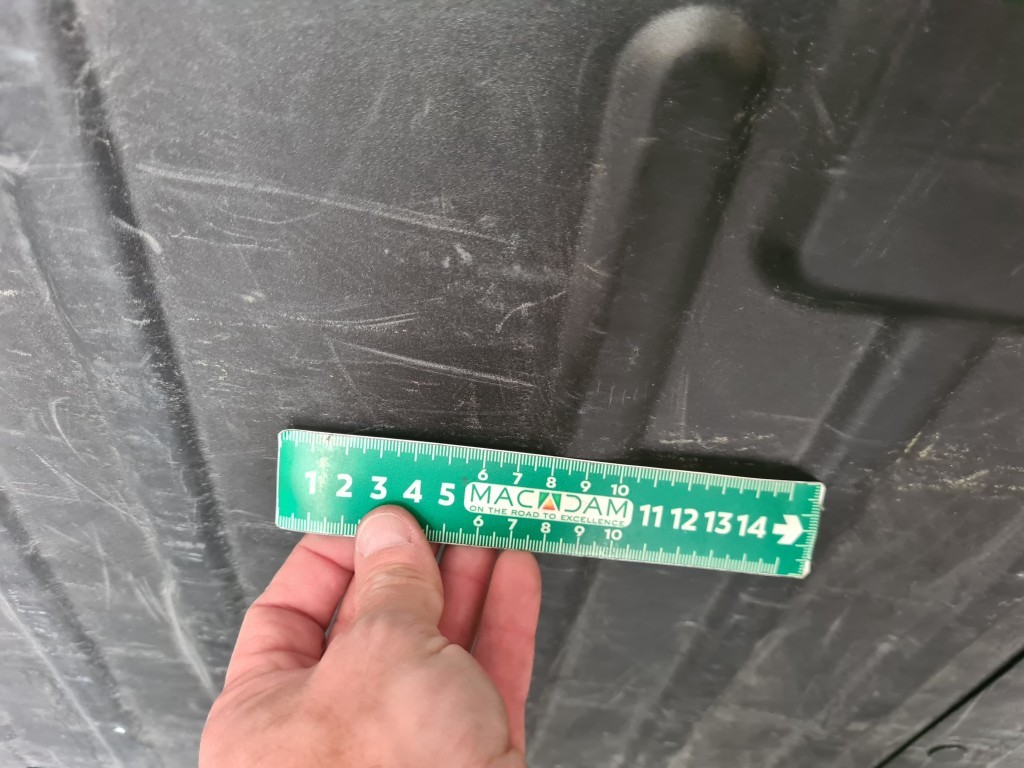 6 7 8 9 10
1 2 3 4 5 MACADAM 11 12 13 14
ON THE ROAD TO EXCELLENCE
6 7 8 9 10